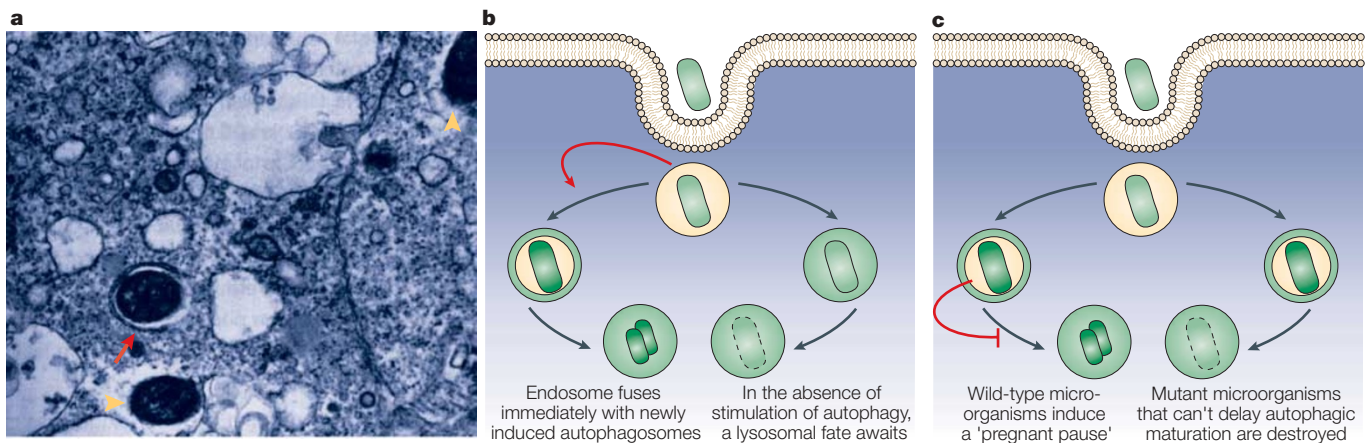 a
b
c
Endosome fuses
immediately with newly
induced autophagosomes
In the absence of
stimulation of autophagy,
a lysosomal fate awaits
Wild-type micro-
organisms induce
a 'pregnant pause'
Mutant microorganisms
that can't delay autophagic
maturation are destroyed